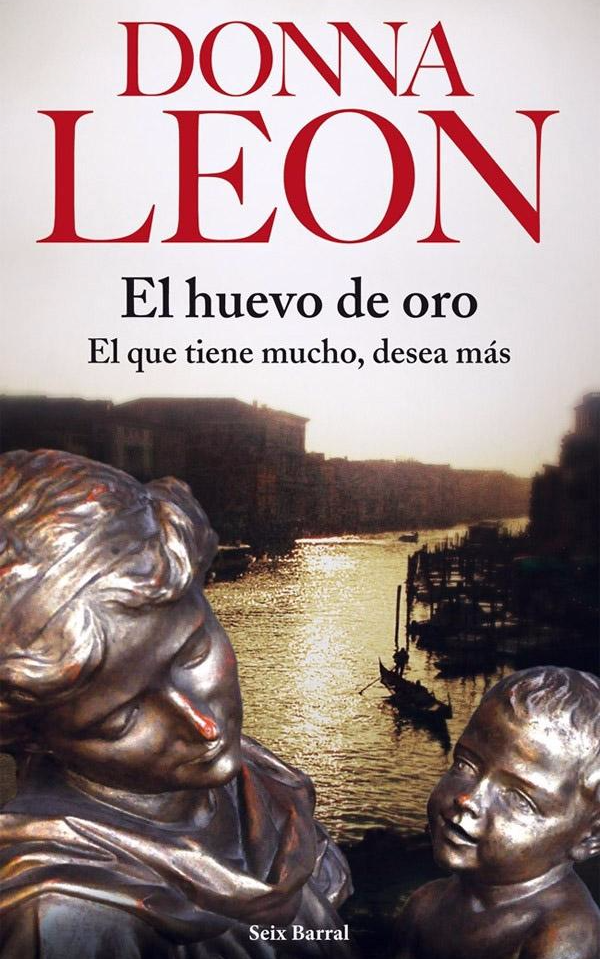 DONNA
LEON
El huevo de oro
El que tiene mucho, desea más
Seix Barral